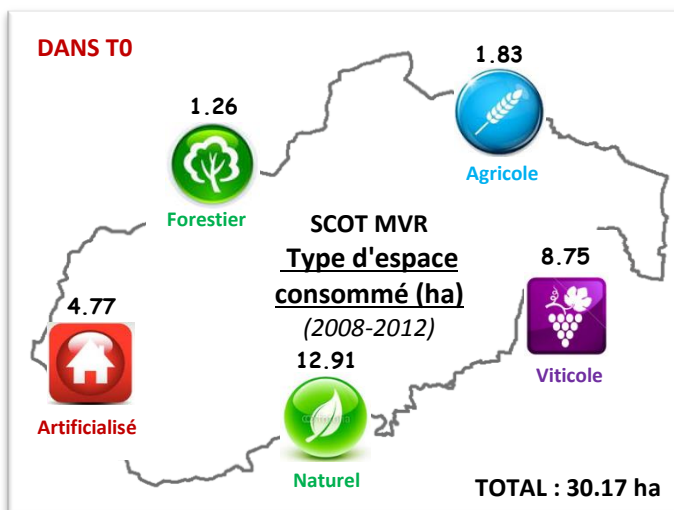 DANS T0
1.83
1.26
Agricole
Forestier
SCOT MVR
Type d'espace
consommé (ha)
(2008-2012)
8.75
4.77
12.91
Viticole
Artificialisé
Naturel
TOTAL : 30.17 ha